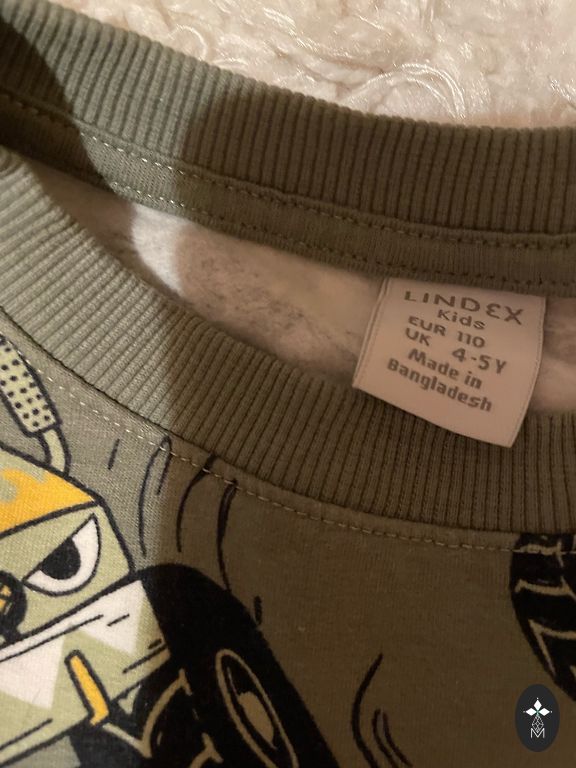 LINDEX
Kids
EUR 110
UK 4-5Y
Made in
Bangladesh